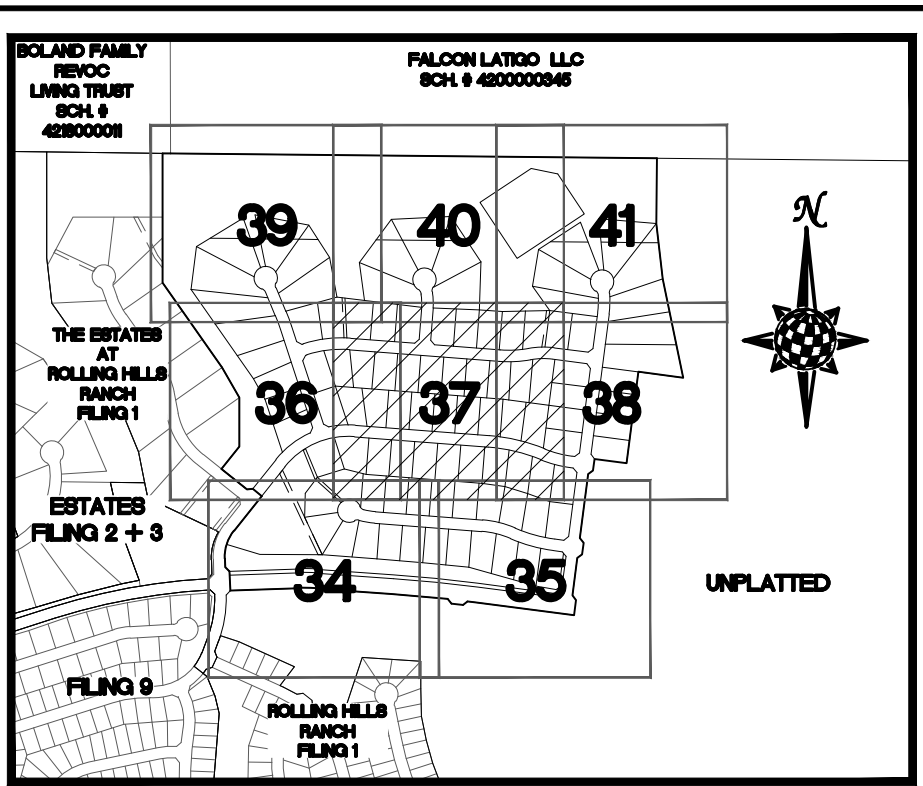 BOLAND FAMILY
REVOC
LIVING TRUST
SCH. #
4218000011
FALCON LATIGO LLC
SCH. # 4200000345
N
39
40
41
THE ESTATES
AT
ROLLING HILLS
RANCH
FILING 1
36
37
38
ESTATES
FILING 2 + 3
34
35
UNPLATTED
FILING 9
ROLLING HILLS
RANCH
FILING 1